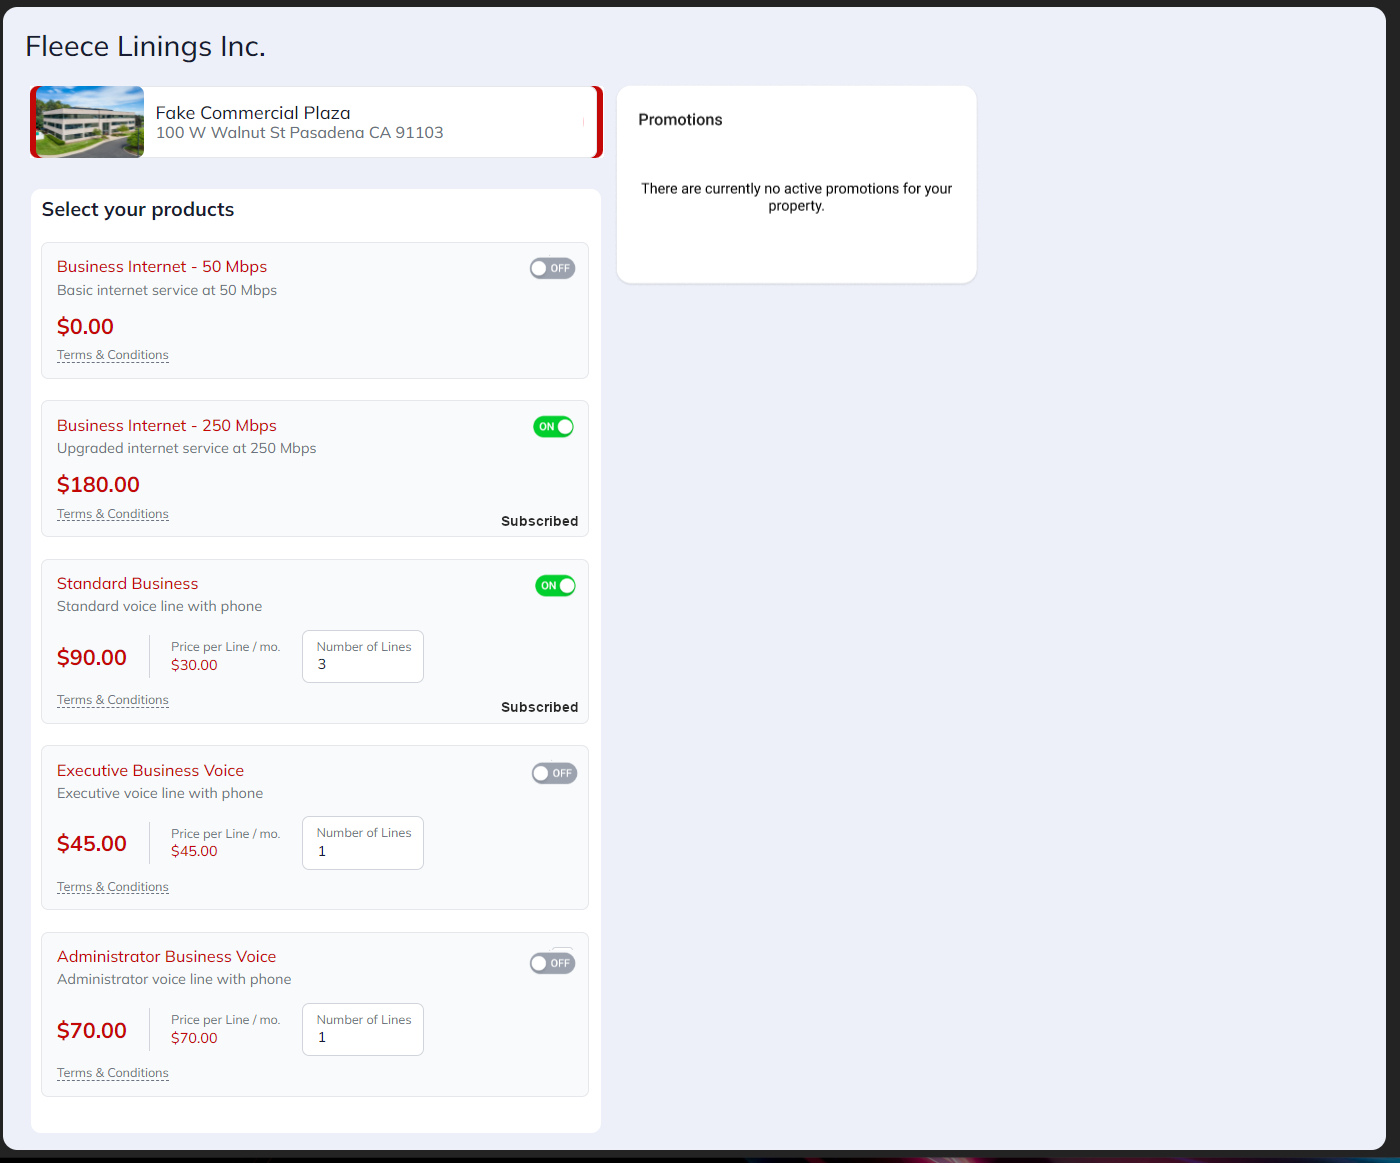 Fleece Linings Inc.
Fake Commercial Plaza
100 W Walnut St Pasadena CA 91103
Promotions
There are currently no active promotions for your
property.
Select your products
Business Internet - 50 Mbps
OFF
Basic internet service at 50 Mbps
$0.00
Terms & Conditions
Business Internet - 250 Mbps
ON
Upgraded internet service at 250 Mbps
$180.00
Terms & Conditions
Subscribed
Standard Business
ON
Standard voice line with phone
$90.00
Price per Line / mo.
$30.00
Number of Lines
3
Terms & Conditions
Subscribed
Executive Business Voice
OFF
Executive voice line with phone
$45.00
Price per Line / mo.
$45.00
Number of Lines
1
Terms & Conditions
Administrator Business Voice
OFF
Administrator voice line with phone
$70.00
Price per Line / mo.
$70.00
Number of Lines
1
Terms & Conditions